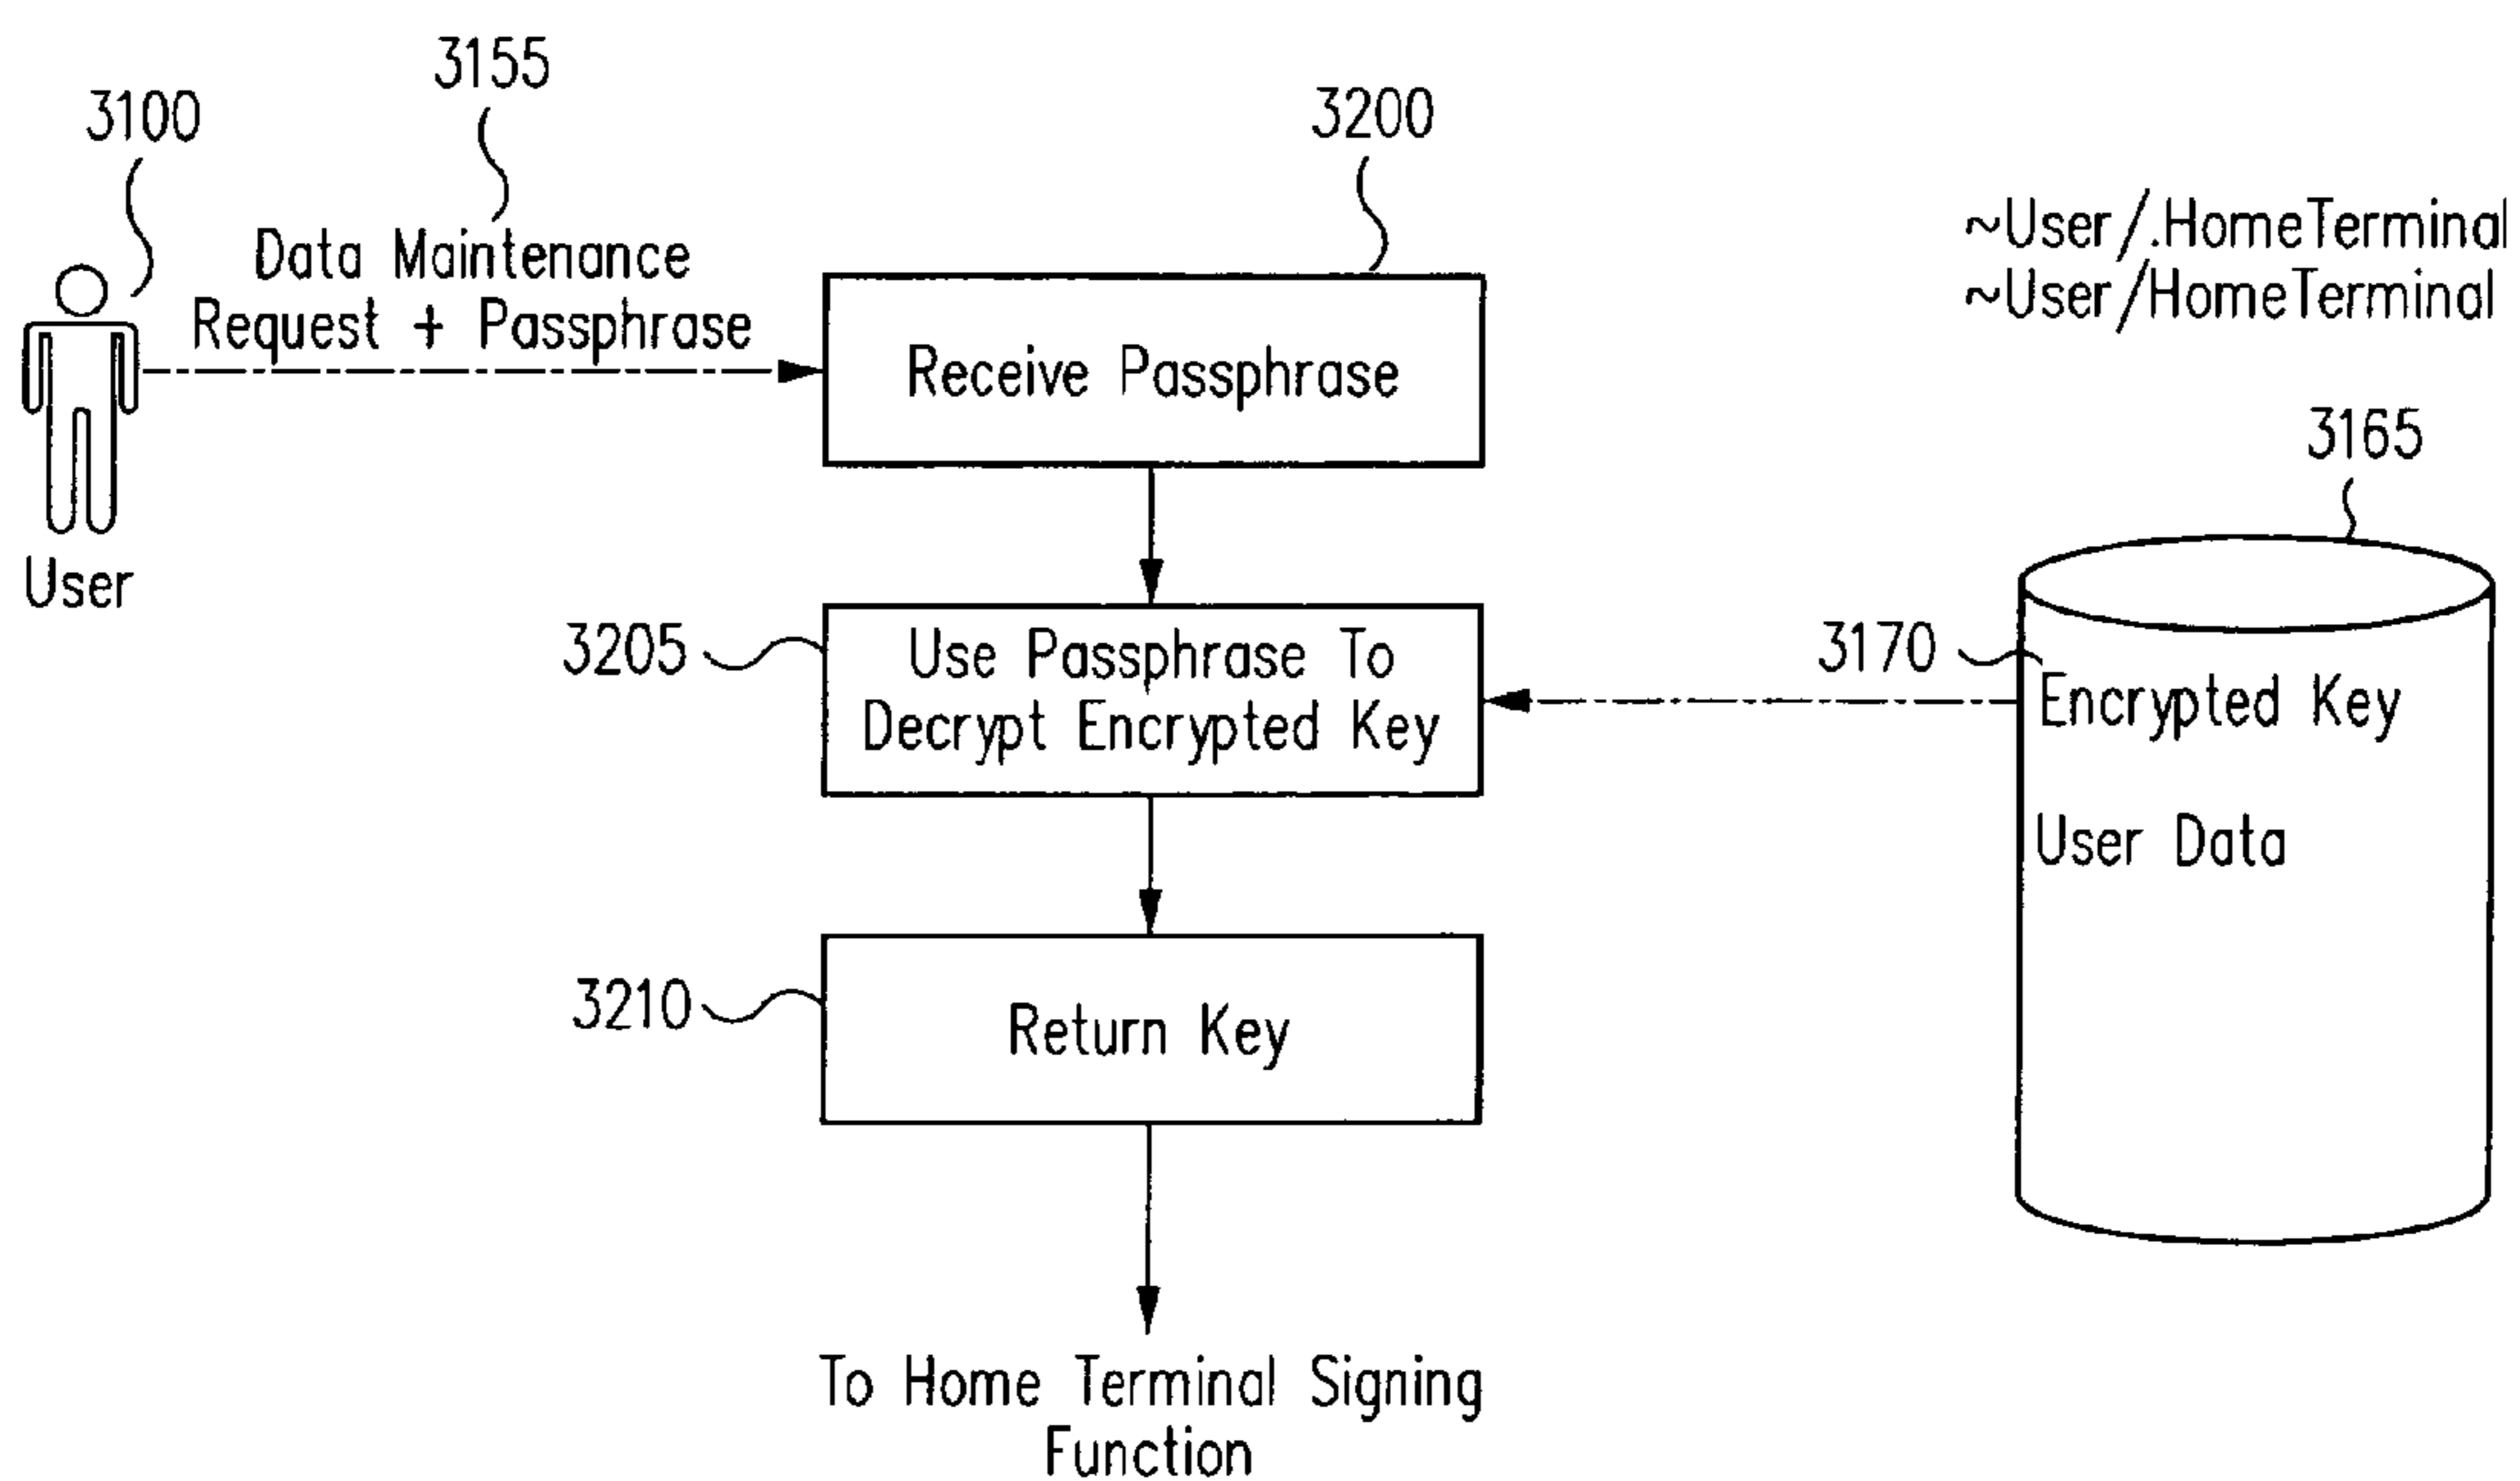 3155
3100
3200
Data Maintenance
Request + Passphrase
~User/.HomeTerminal
~User/HomeTerminal
Receive Passphrase
3165
User
3205
Use Passphrase To
Decrypt Encrypted Key
3170
Encrypted Key
User Data
3210
Return Key
To Home Terminal Signing
Function